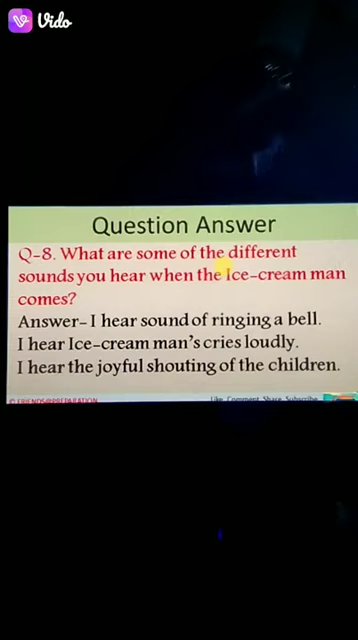 Vido
Question Answer
Q-8. What are some of the different
sounds you hear when the Ice-cream man
comes?
Answer- I hear sound of ringing a bell.
I hear Ice-cream man's cries loudly.
I hear the joyful shouting of the children.
© FRIENDS@PREPARATION
Like Comment Share Subscribe